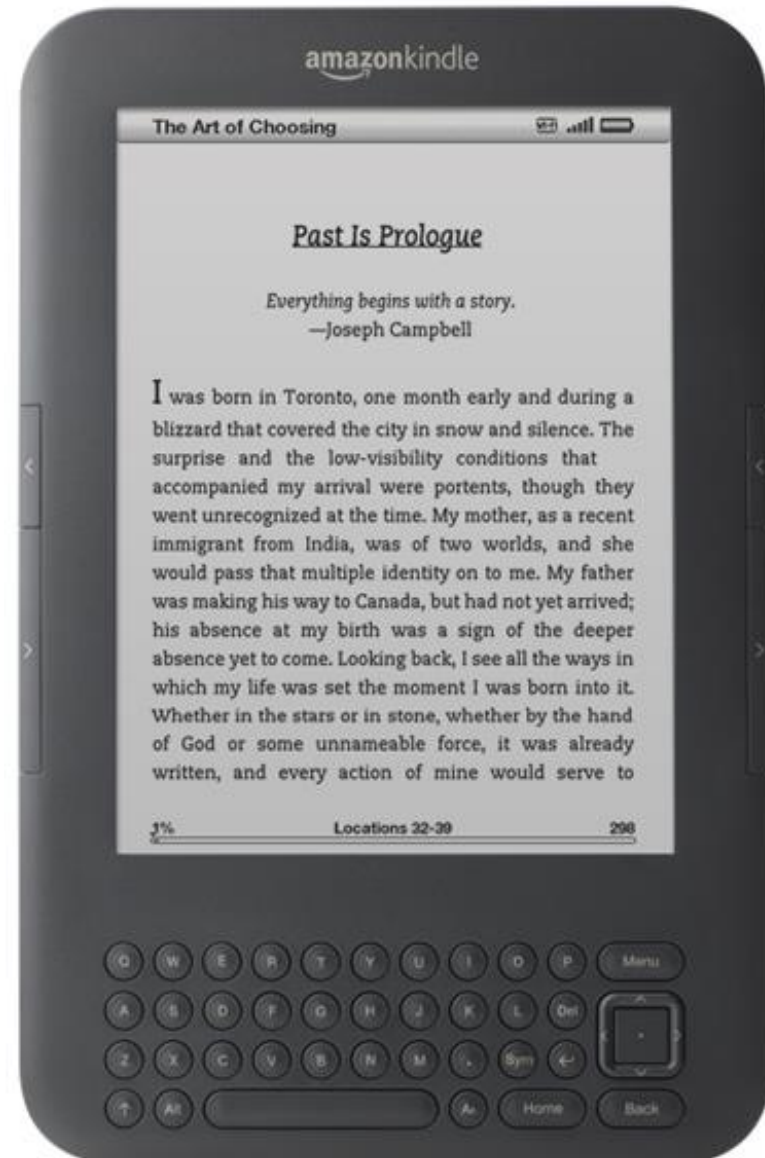 amazonkindle
The Art of Choosing
Past Is Prologue
Everything begins with a story.
—Joseph Campbell
I was born in Toronto, one month early and during a
blizzard that covered the city in snow and silence. The
surprise and the low-visibility conditions that
accompanied my arrival were portents, though they
went unrecognized at the time. My mother, as a recent
immigrant from India, was of two worlds, and she
would pass that multiple identity on to me. My father
was making his way to Canada, but had not yet arrived;
his absence at my birth was a sign of the deeper
absence yet to come. Looking back, I see all the ways in
which my life was set the moment I was born into it.
Whether in the stars or in stone, whether by the hand
of God or some unnameable force, it was already
written, and every action of mine would serve to
1% Locations 32-39 298
Q W E R T Y U I O P Menu
A S D F G H J K L Del
Z X C V B N M . Sym
Alt Aa Home Back